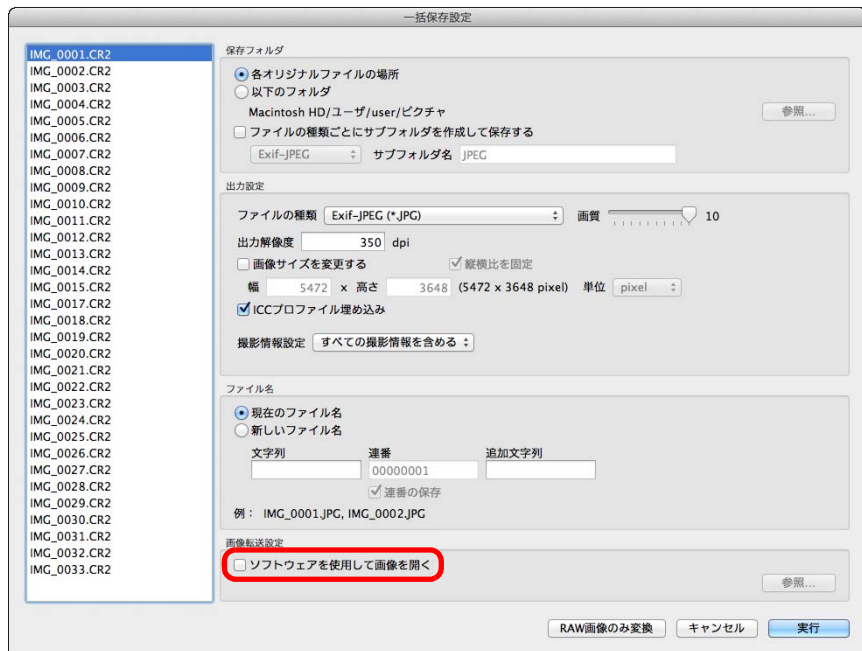 一括保存設定
IMG_0001.CR2
IMG_0002.CR2
IMG_0003.CR2
IMG_0004.CR2
IMG_0005.CR2
IMG_0006.CR2
IMG_0007.CR2
IMG_0008.CR2
IMG_0009.CR2
IMG_0010.CR2
IMG_0011.CR2
IMG_0012.CR2
IMG_0013.CR2
IMG_0014.CR2
IMG_0015.CR2
IMG_0017.CR2
IMG_0018.CR2
IMG_0019.CR2
IMG_0020.CR2
IMG_0021.CR2
IMG_0022.CR2
IMG_0023.CR2
IMG_0024.CR2
IMG_0025.CR2
IMG_0026.CR2
IMG_0027.CR2
IMG_0028.CR2
IMG_0029.CR2
IMG_0030.CR2
IMG_0031.CR2
IMG_0032.CR2
IMG_0033.CR2
保存フォルダ
各オリジナルファイルの場所
以下のフォルダ
Macintosh HD/ユーザ/user/ピクチャ 参照...
ファイルの種類ごとにサブフォルダを作成して保存する
Exif-JPEG サブフォルダ名 JPEG
出力設定
ファイルの種類 Exif-JPEG (*.JPG) 画質 10
出力解像度 350 dpi
画像サイズを変更する 縦横比を固定
幅 5472 x 高さ 3648 (5472 x 3648 pixel) 単位 pixel
ICCプロファイル埋め込み
撮影情報設定 すべての撮影情報を含める
ファイル名
現在のファイル名
新しいファイル名
文字列 連番 追加文字列
00000001
連番の保存
例： IMG_0001.JPG, IMG_0002.JPG
画像転送設定
ソフトウェアを使用して画像を開く
参照...
RAW画像のみ変換 キャンセル 実行